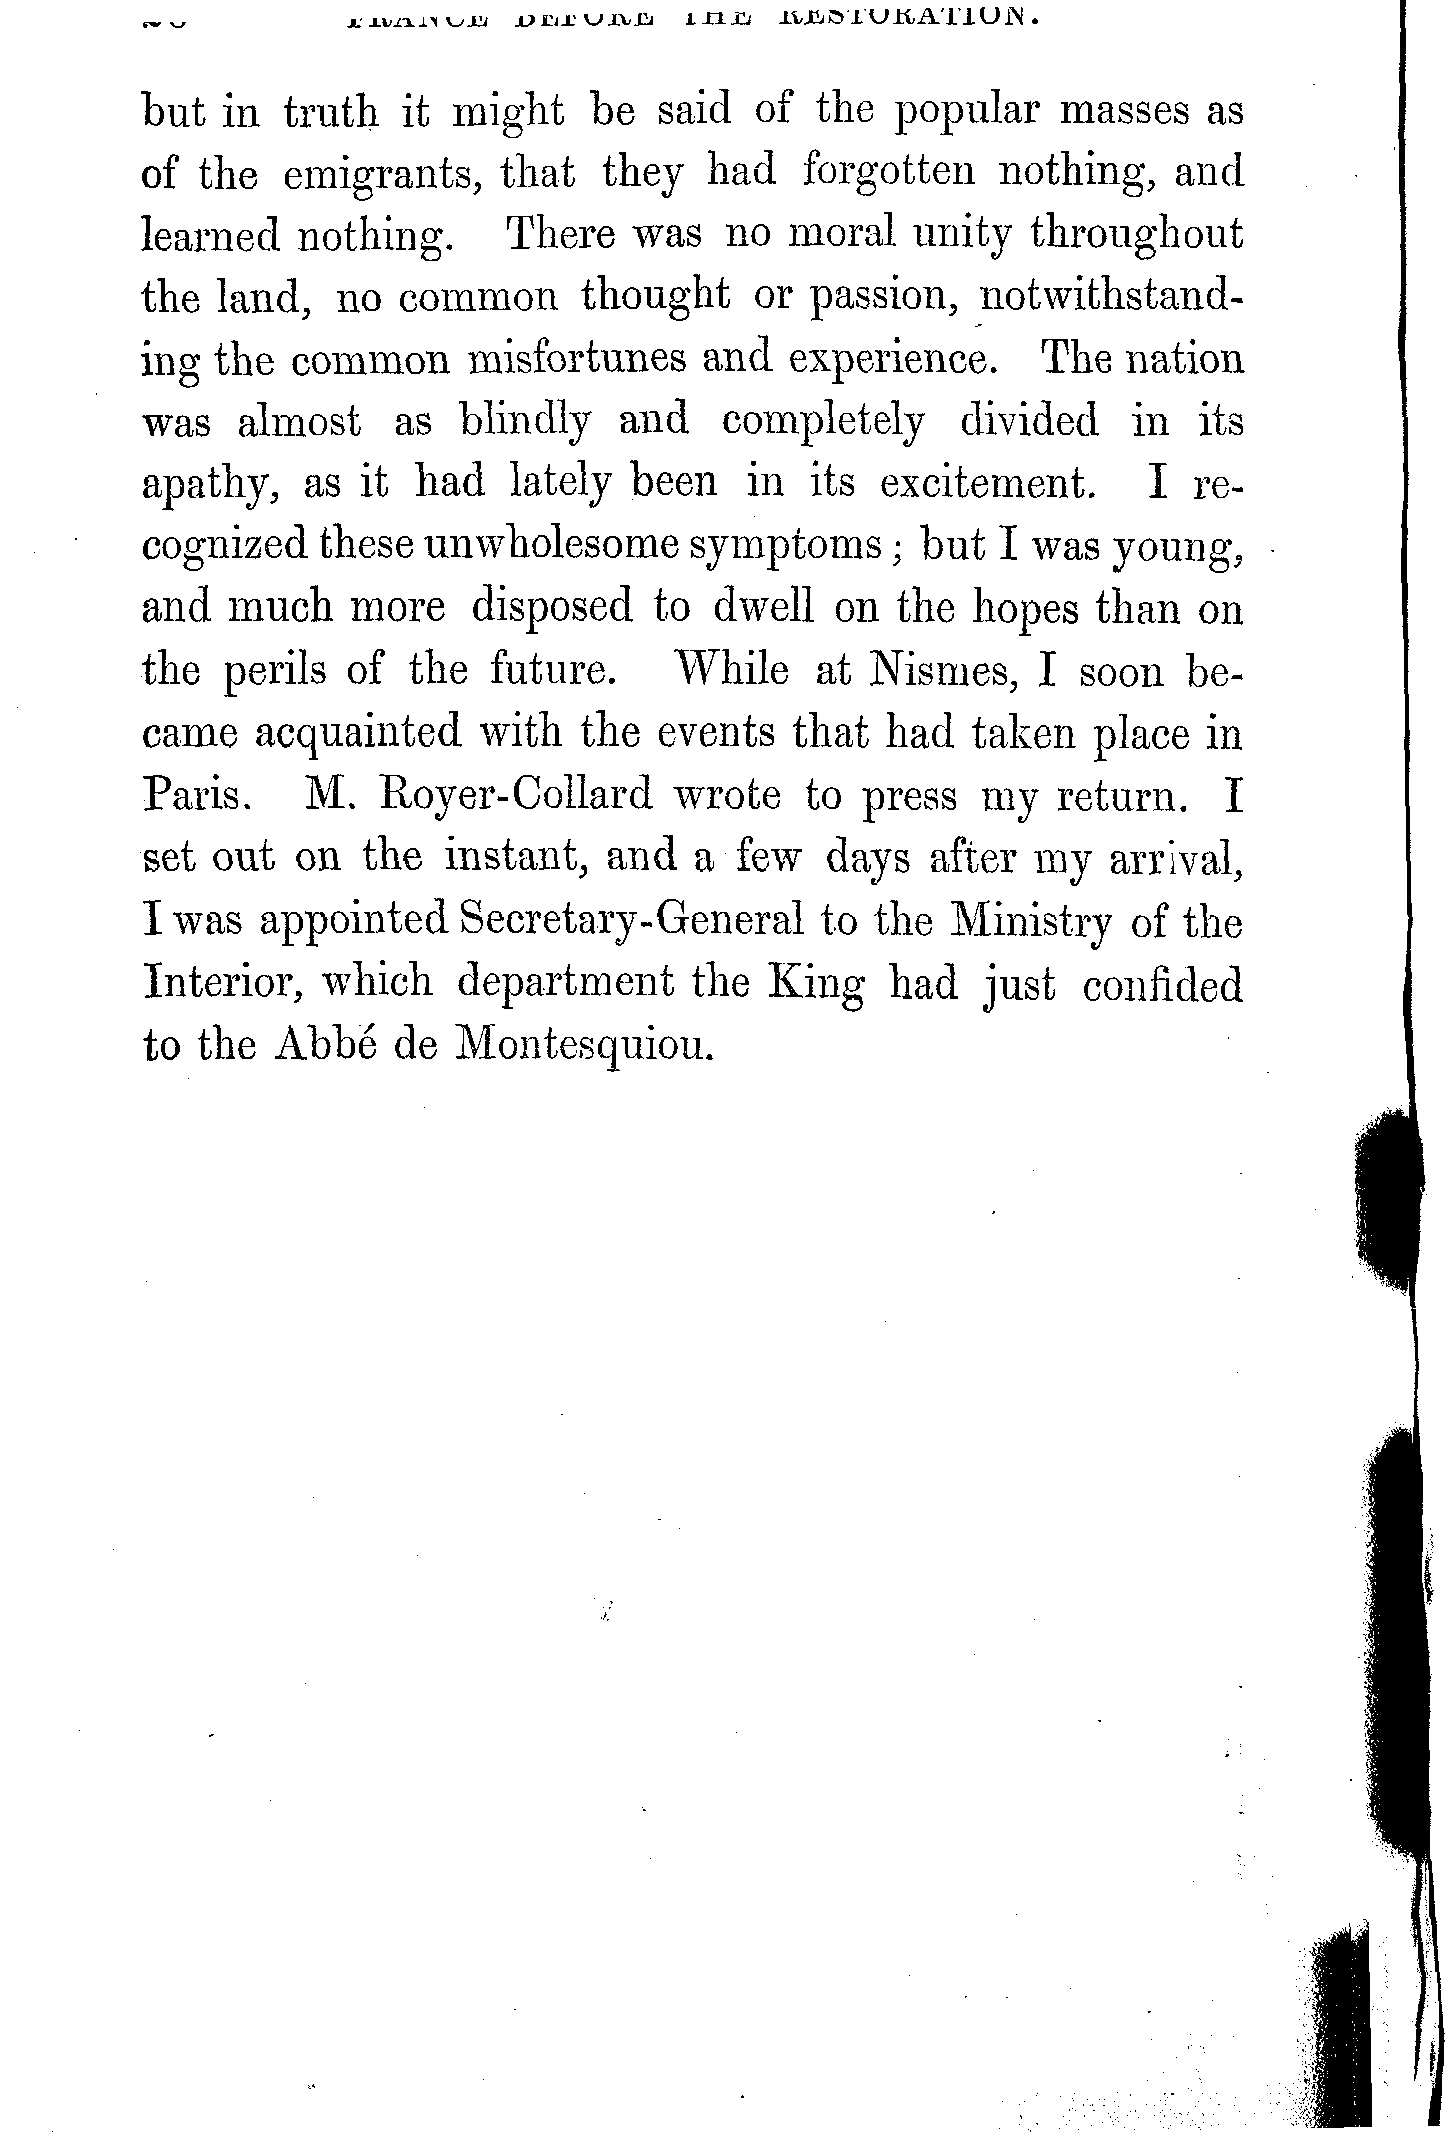 FRANCE BEFORE THE RESTORATION.
but in truth it might be said of the popular masses as
of the emigrants, that they had forgotten nothing, and
learned nothing. There was no moral unity throughout
the land, no common thought or passion, notwithstand-
ing the common misfortunes and experience. The nation
was almost as blindly and completely divided in its
apathy, as it had lately been in its excitement. I re-
cognized these unwholesome symptoms; but I was young,
and much more disposed to dwell on the hopes than on
the perils of the future. While at Nismes, I soon be-
came acquainted with the events that had taken place in
Paris. M. Royer-Collard wrote to press my return. I
set out on the instant, and a few days after my arrival,
I was appointed Secretary-General to the Ministry of the
Interior, which department the King had just confided
to the Abbé de Montesquiou.